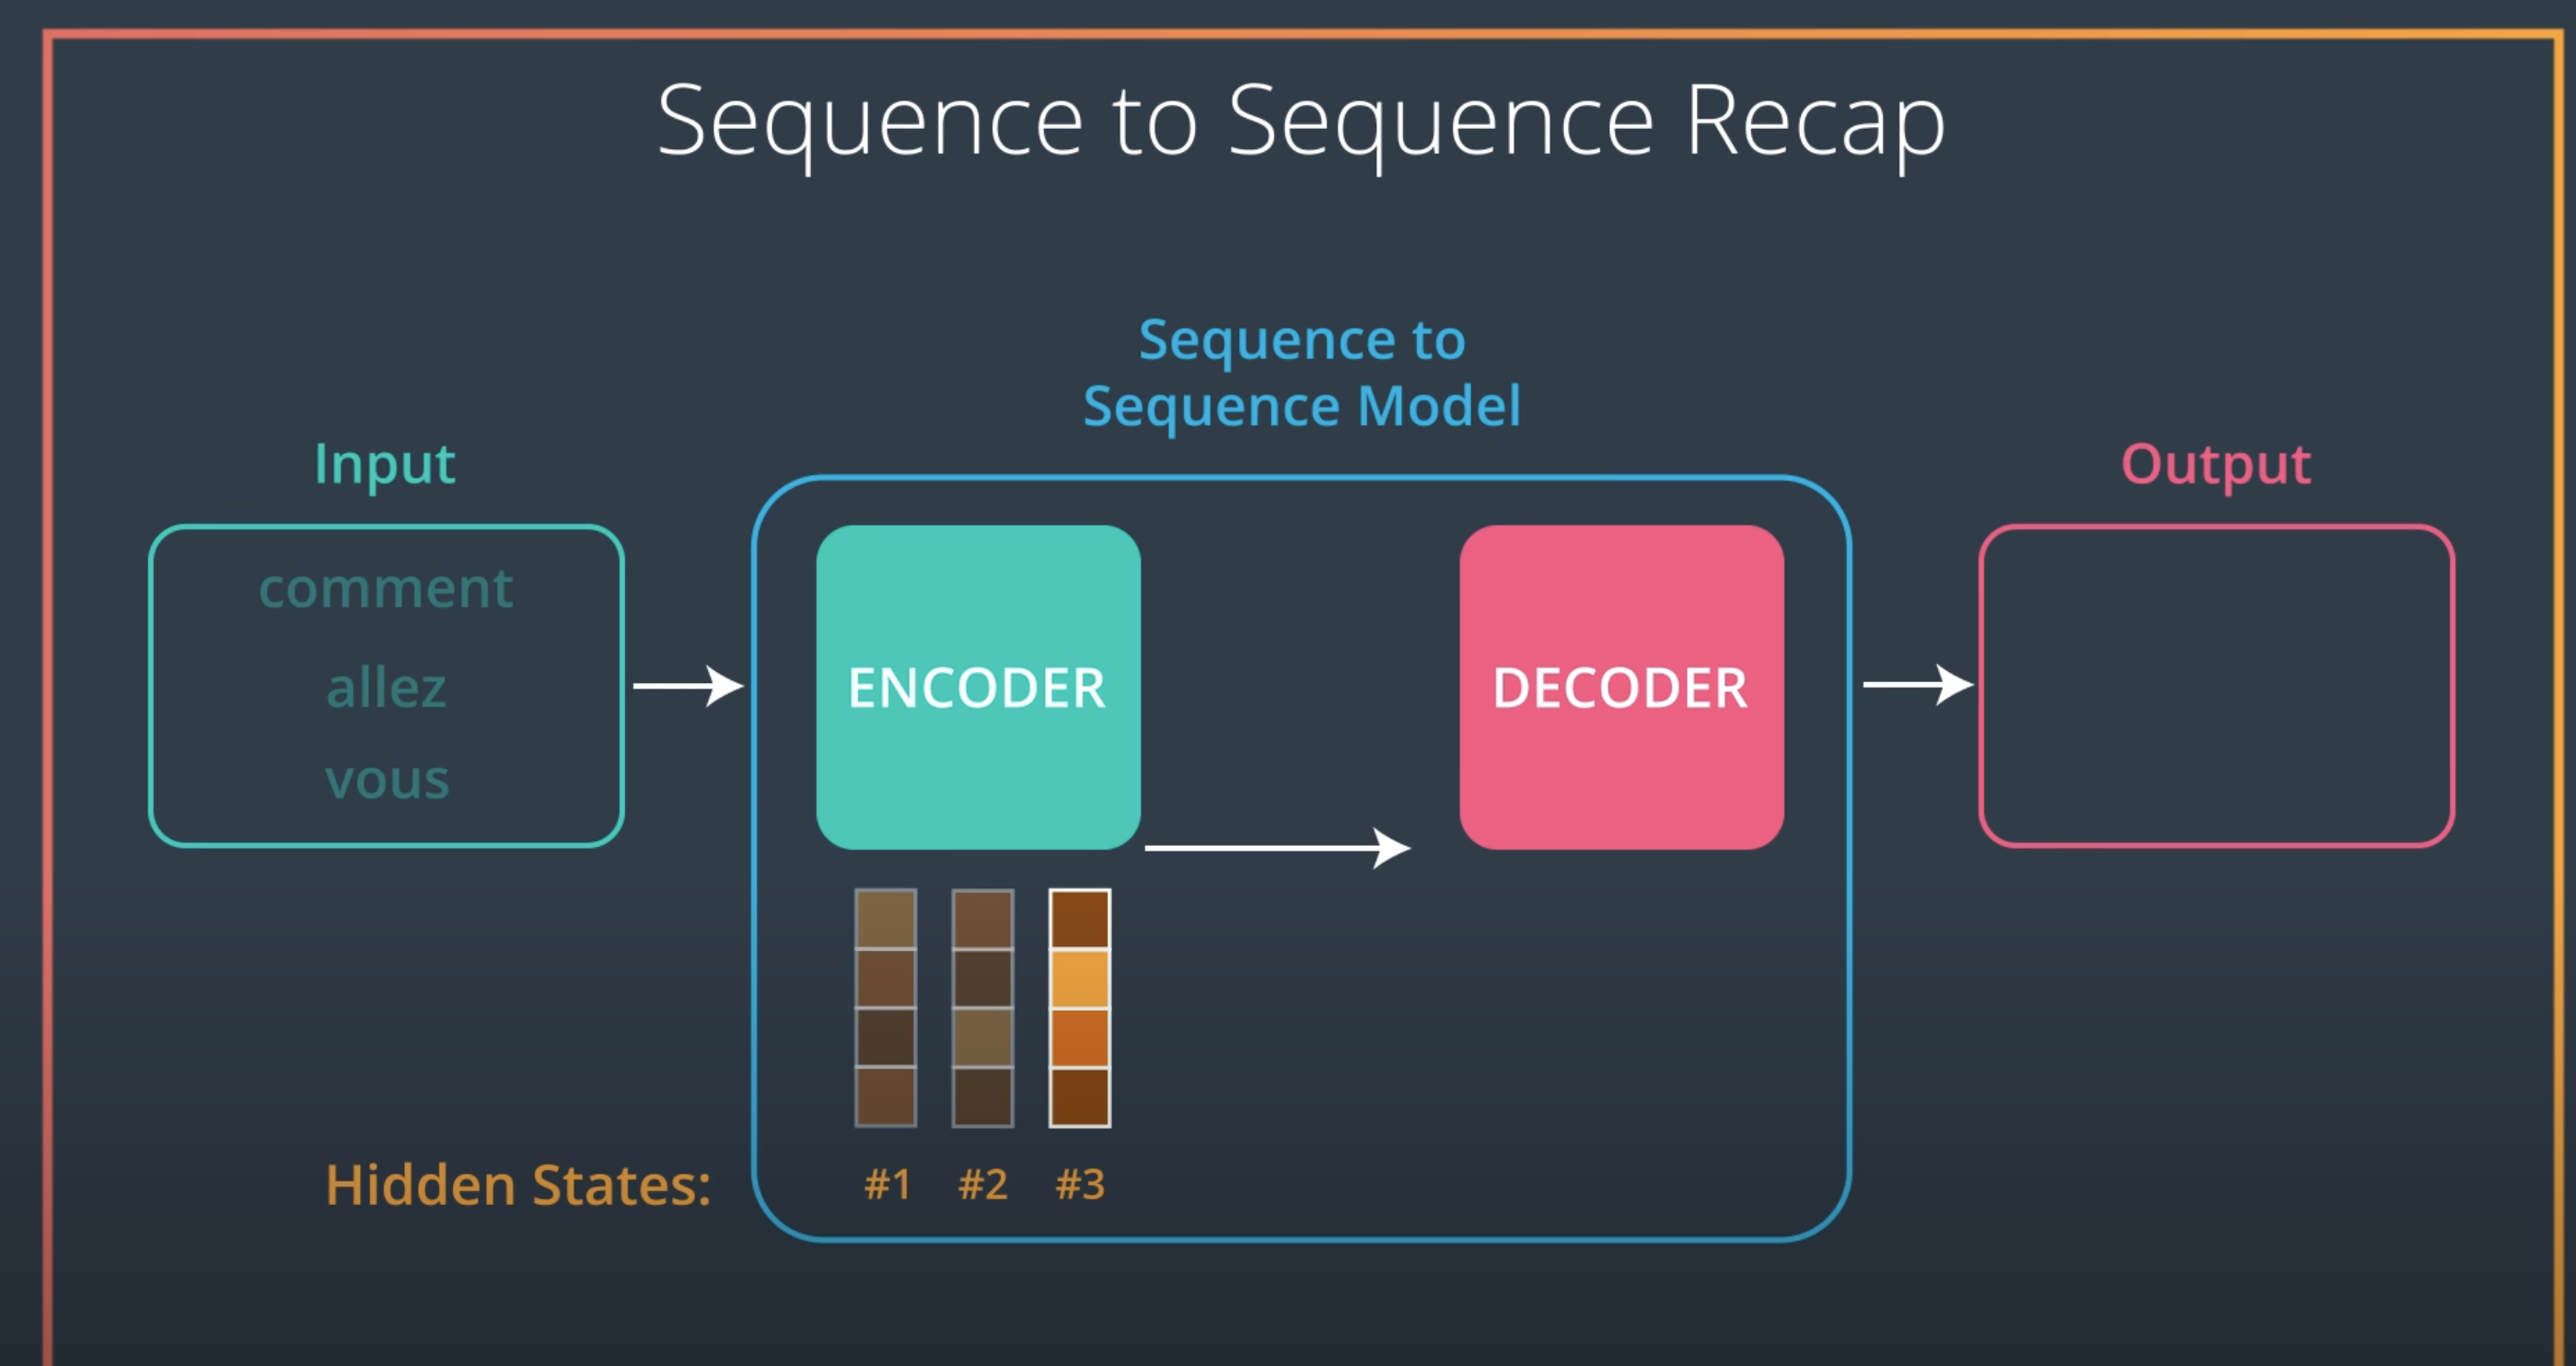 Sequence to Sequence Recap
Sequence to
Sequence Model
Input
Output
comment
allez
vous
ENCODER
DECODER
Hidden States:
#1
#2
#3